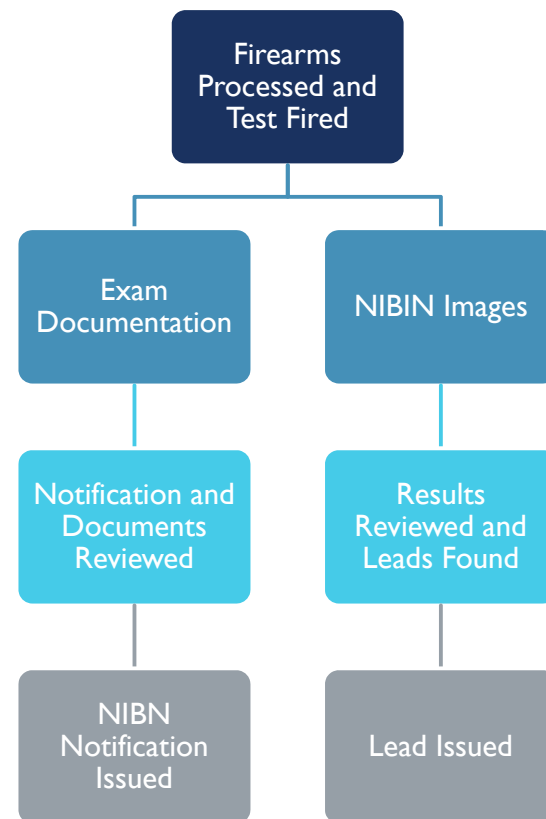 Firearms
Processed and
Test Fired
Exam
Documentation
NIBIN Images
Notification and
Documents
Reviewed
Results
Reviewed and
Leads Found
NIBN
Notification
Issued
Lead Issued